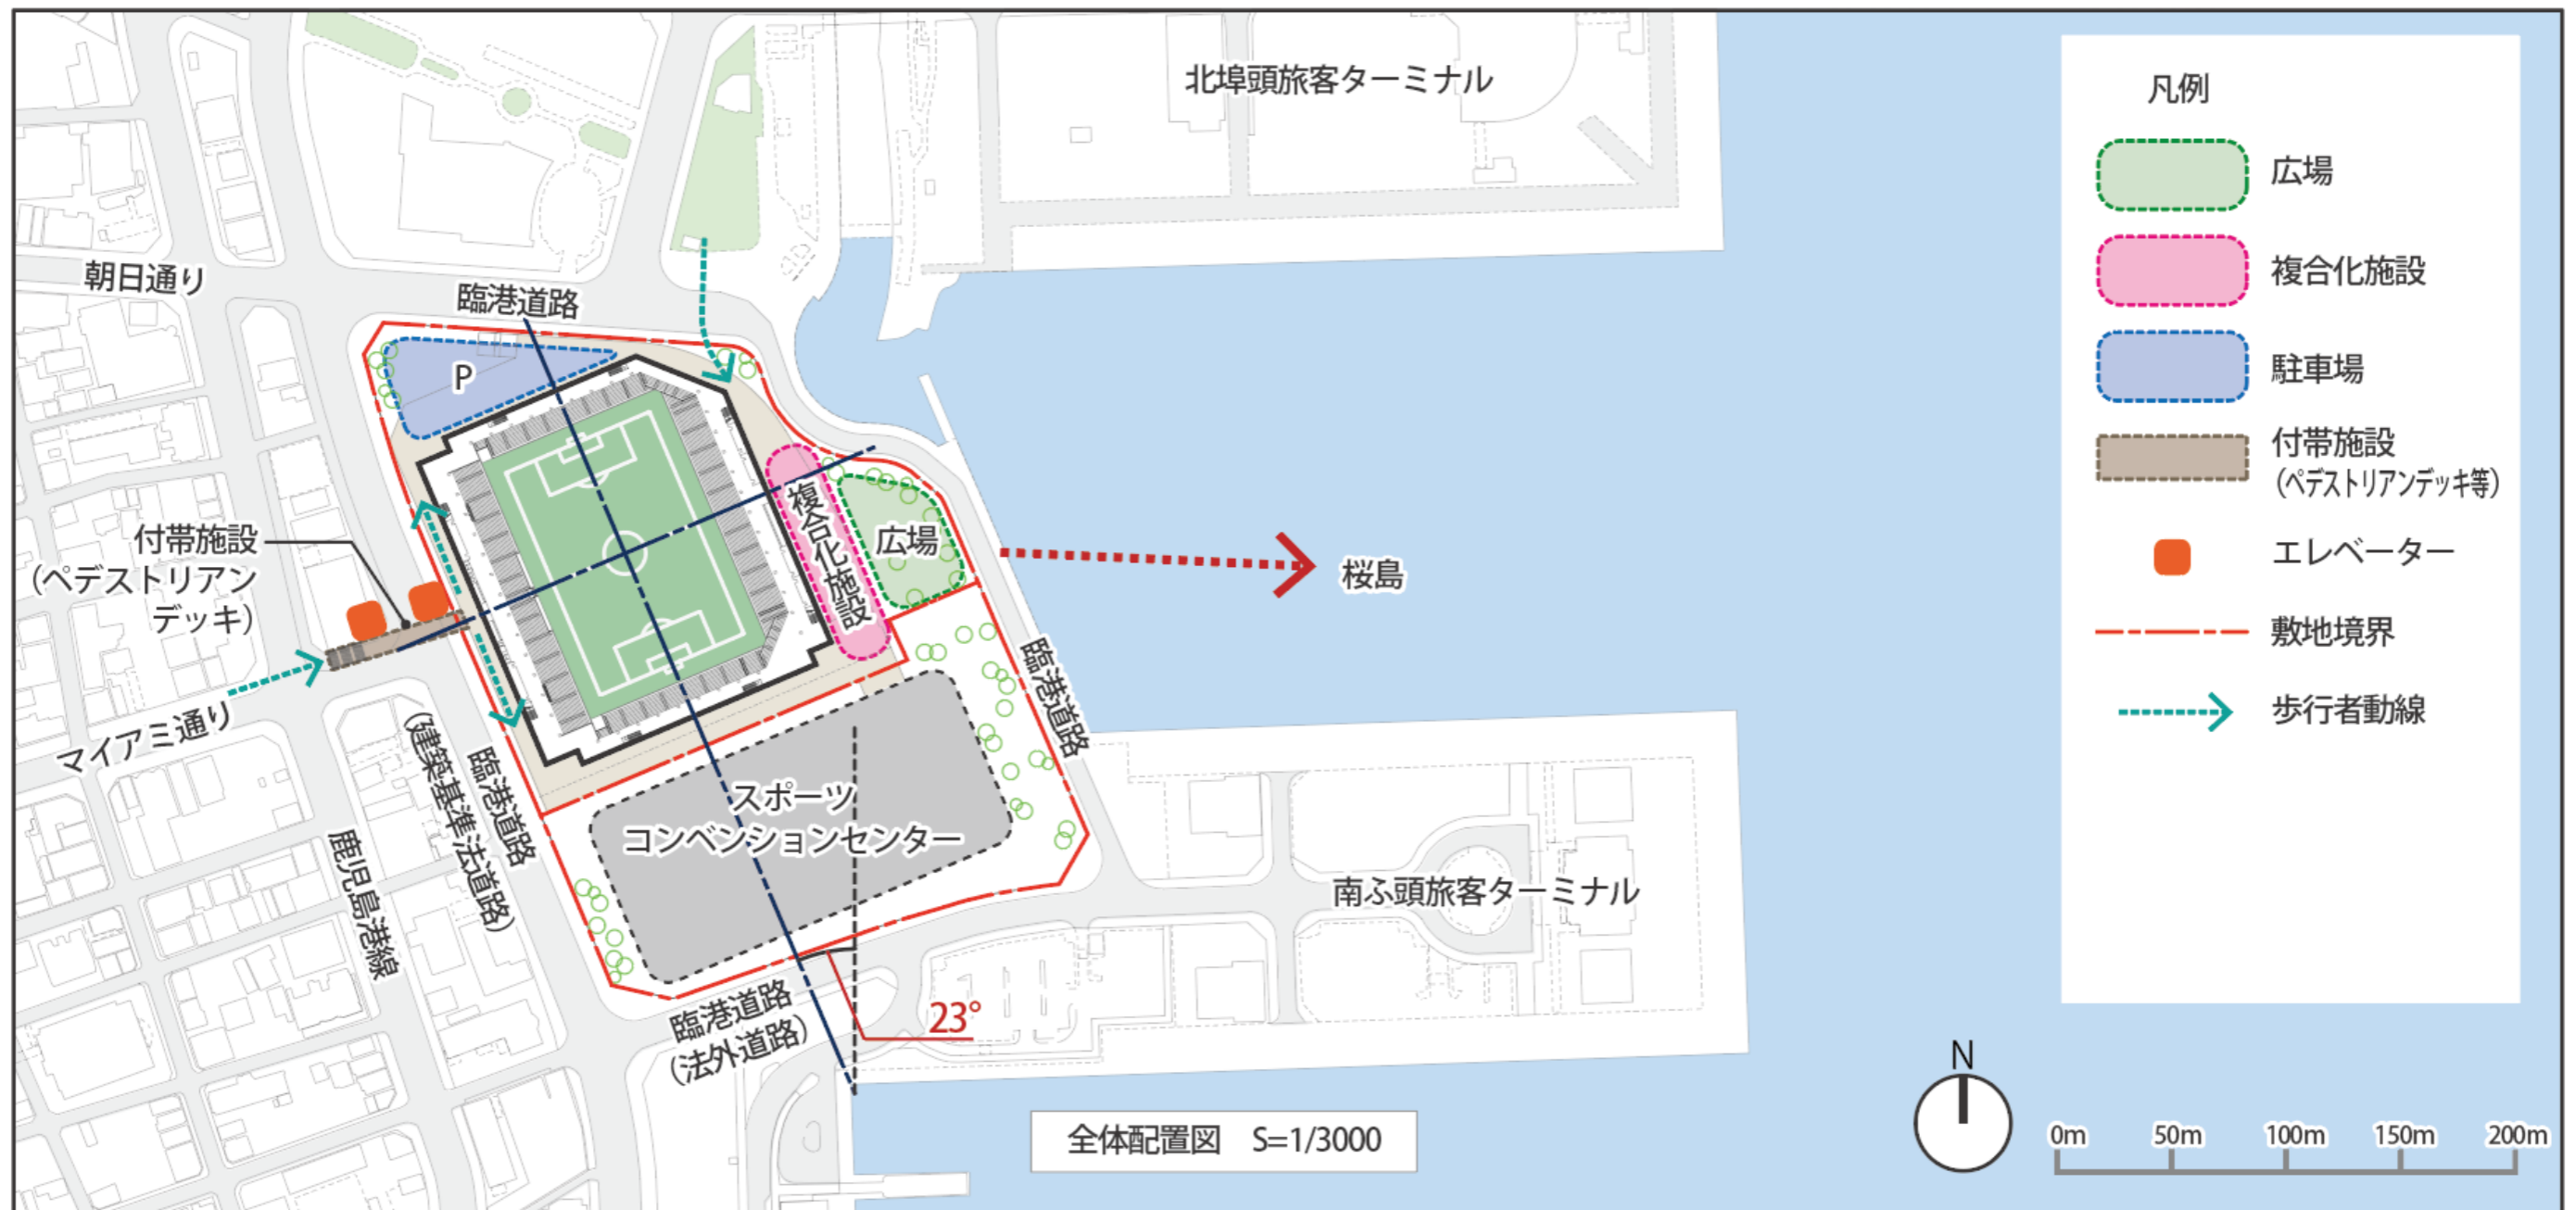 北埠頭旅客ターミナル
朝日通り
臨港道路
P
複合化施設
広場
桜島
付帯施設
（ペデストリアン
デッキ）
マイアミ通り
臨港道路
（建築基準法道路）
鹿児島港線
臨港道路
スポーツ
コンベンションセンター
南ふ頭旅客ターミナル
臨港道路
（法外道路）
23°
全体配置図　S=1/3000
凡例
広場
複合化施設
駐車場
付帯施設
（ペデストリアンデッキ等）
エレベーター
敷地境界
歩行者動線
N
0m 50m 100m 150m 200m